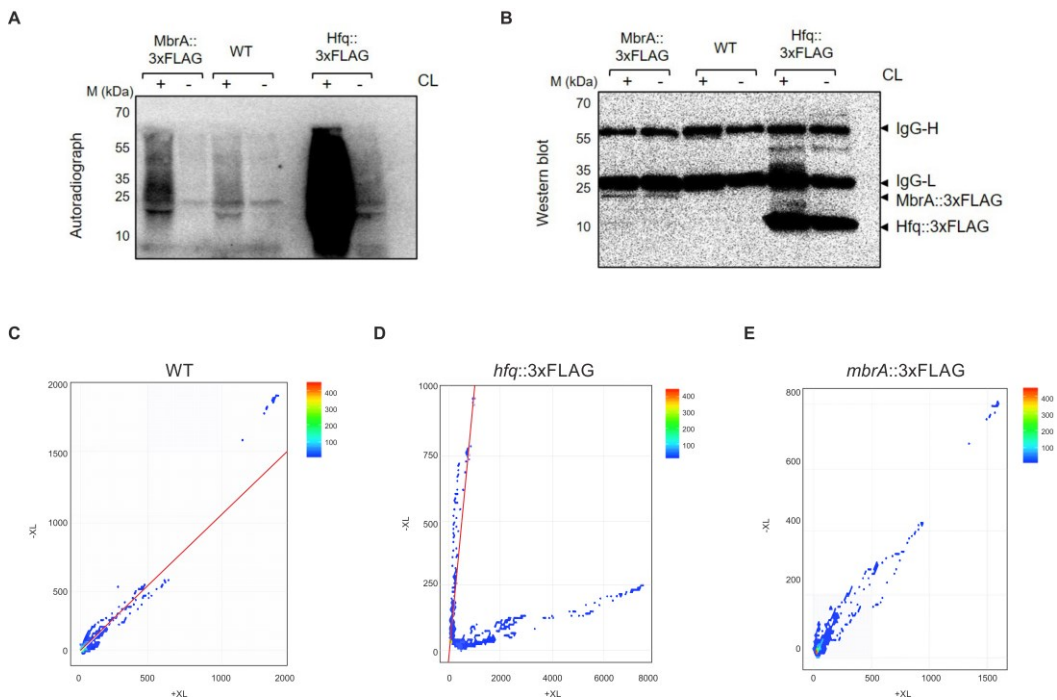 A
MbrA::
3xFLAG
WT
Hfq::
3xFLAG
+ - + - + - CL
M (kDa)
70
55
35
25
10
Autoradiograph
B
MbrA::
3xFLAG
WT
Hfq::
3xFLAG
+ - + - + - CL
M (kDa)
70
55
35
25
10
Western blot
IgG-H
IgG-L
MbrA::3xFLAG
Hfq::3xFLAG
C
WT
2000
1500
1000
500
0
-XL
0 500 1000 1500 2000
+XL
400
300
200
100
D
hfq::3xFLAG
1000
750
500
250
0
-XL
0 1000 2000 3000 4000 5000 6000 7000 8000
+XL
400
300
200
100
E
mbrA::3xFLAG
800
600
400
200
0
-XL
0 500 1000 1500
+XL
400
300
200
100